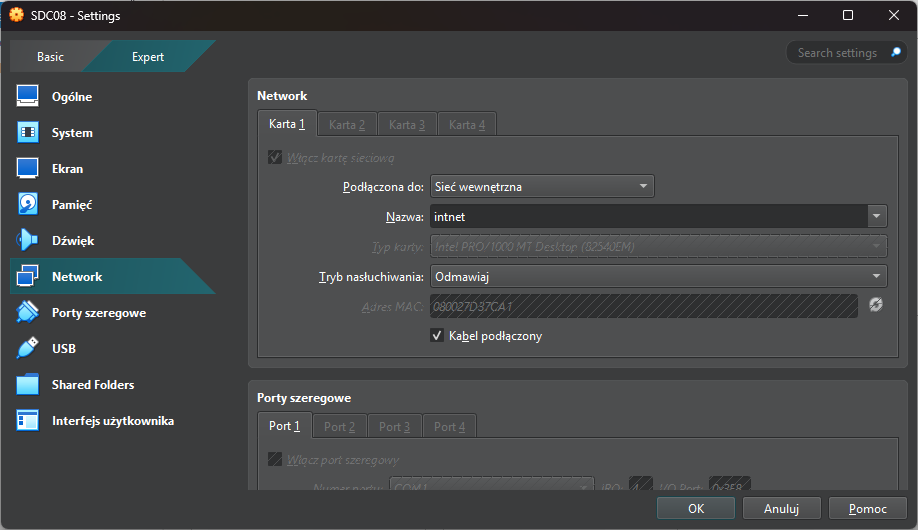 SDC08 - Settings
Basic
Expert
Search settings
Ogólne
System
Ekran
Pamięć
Dźwięk
Network
Porty szeregowe
USB
Shared Folders
Interfejs użytkownika
Network
Karta 1
Karta 2
Karta 3
Karta 4
Włącz kartę sieciową
Podłączona do: Sieć wewnętrzna
Nazwa: intnet
Typ karty: Intel PRO/1000 MT Desktop (82540EM)
Tryb nasłuchiwania: Odmawiaj
Adres MAC: 080027D37CA1
Kabel podłączony
Porty szeregowe
Port 1
Port 2
Port 3
Port 4
Włącz port szeregowy
Numer portu: COM1 IRQ: 4 I/O Port: 0x3F8
OK
Anuluj
Pomoc